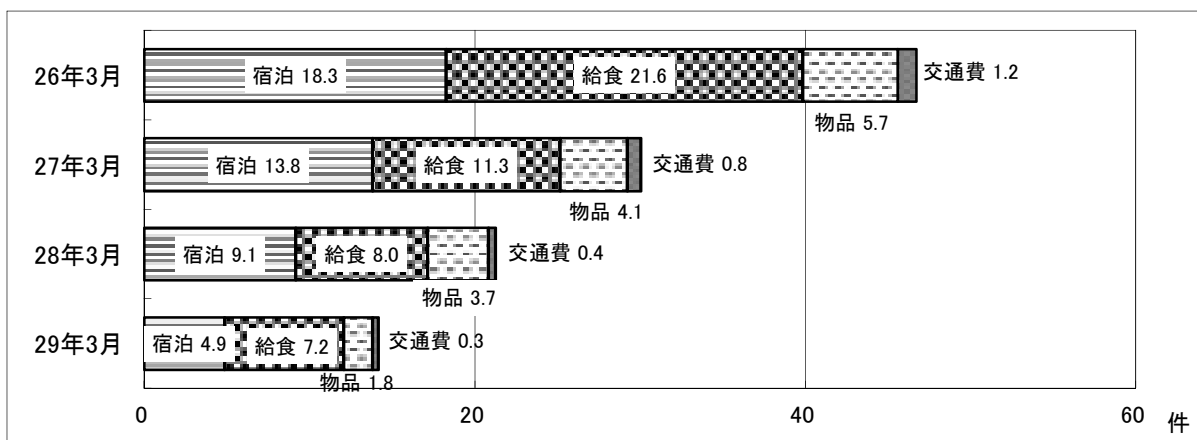 26年3月
宿泊 18.3
給食 21.6
交通費 1.2
物品 5.7
27年3月
宿泊 13.8
給食 11.3
交通費 0.8
物品 4.1
28年3月
宿泊 9.1
給食 8.0
交通費 0.4
物品 3.7
29年3月
宿泊 4.9
給食 7.2
交通費 0.3
物品 1.8
0
20
40
60
件